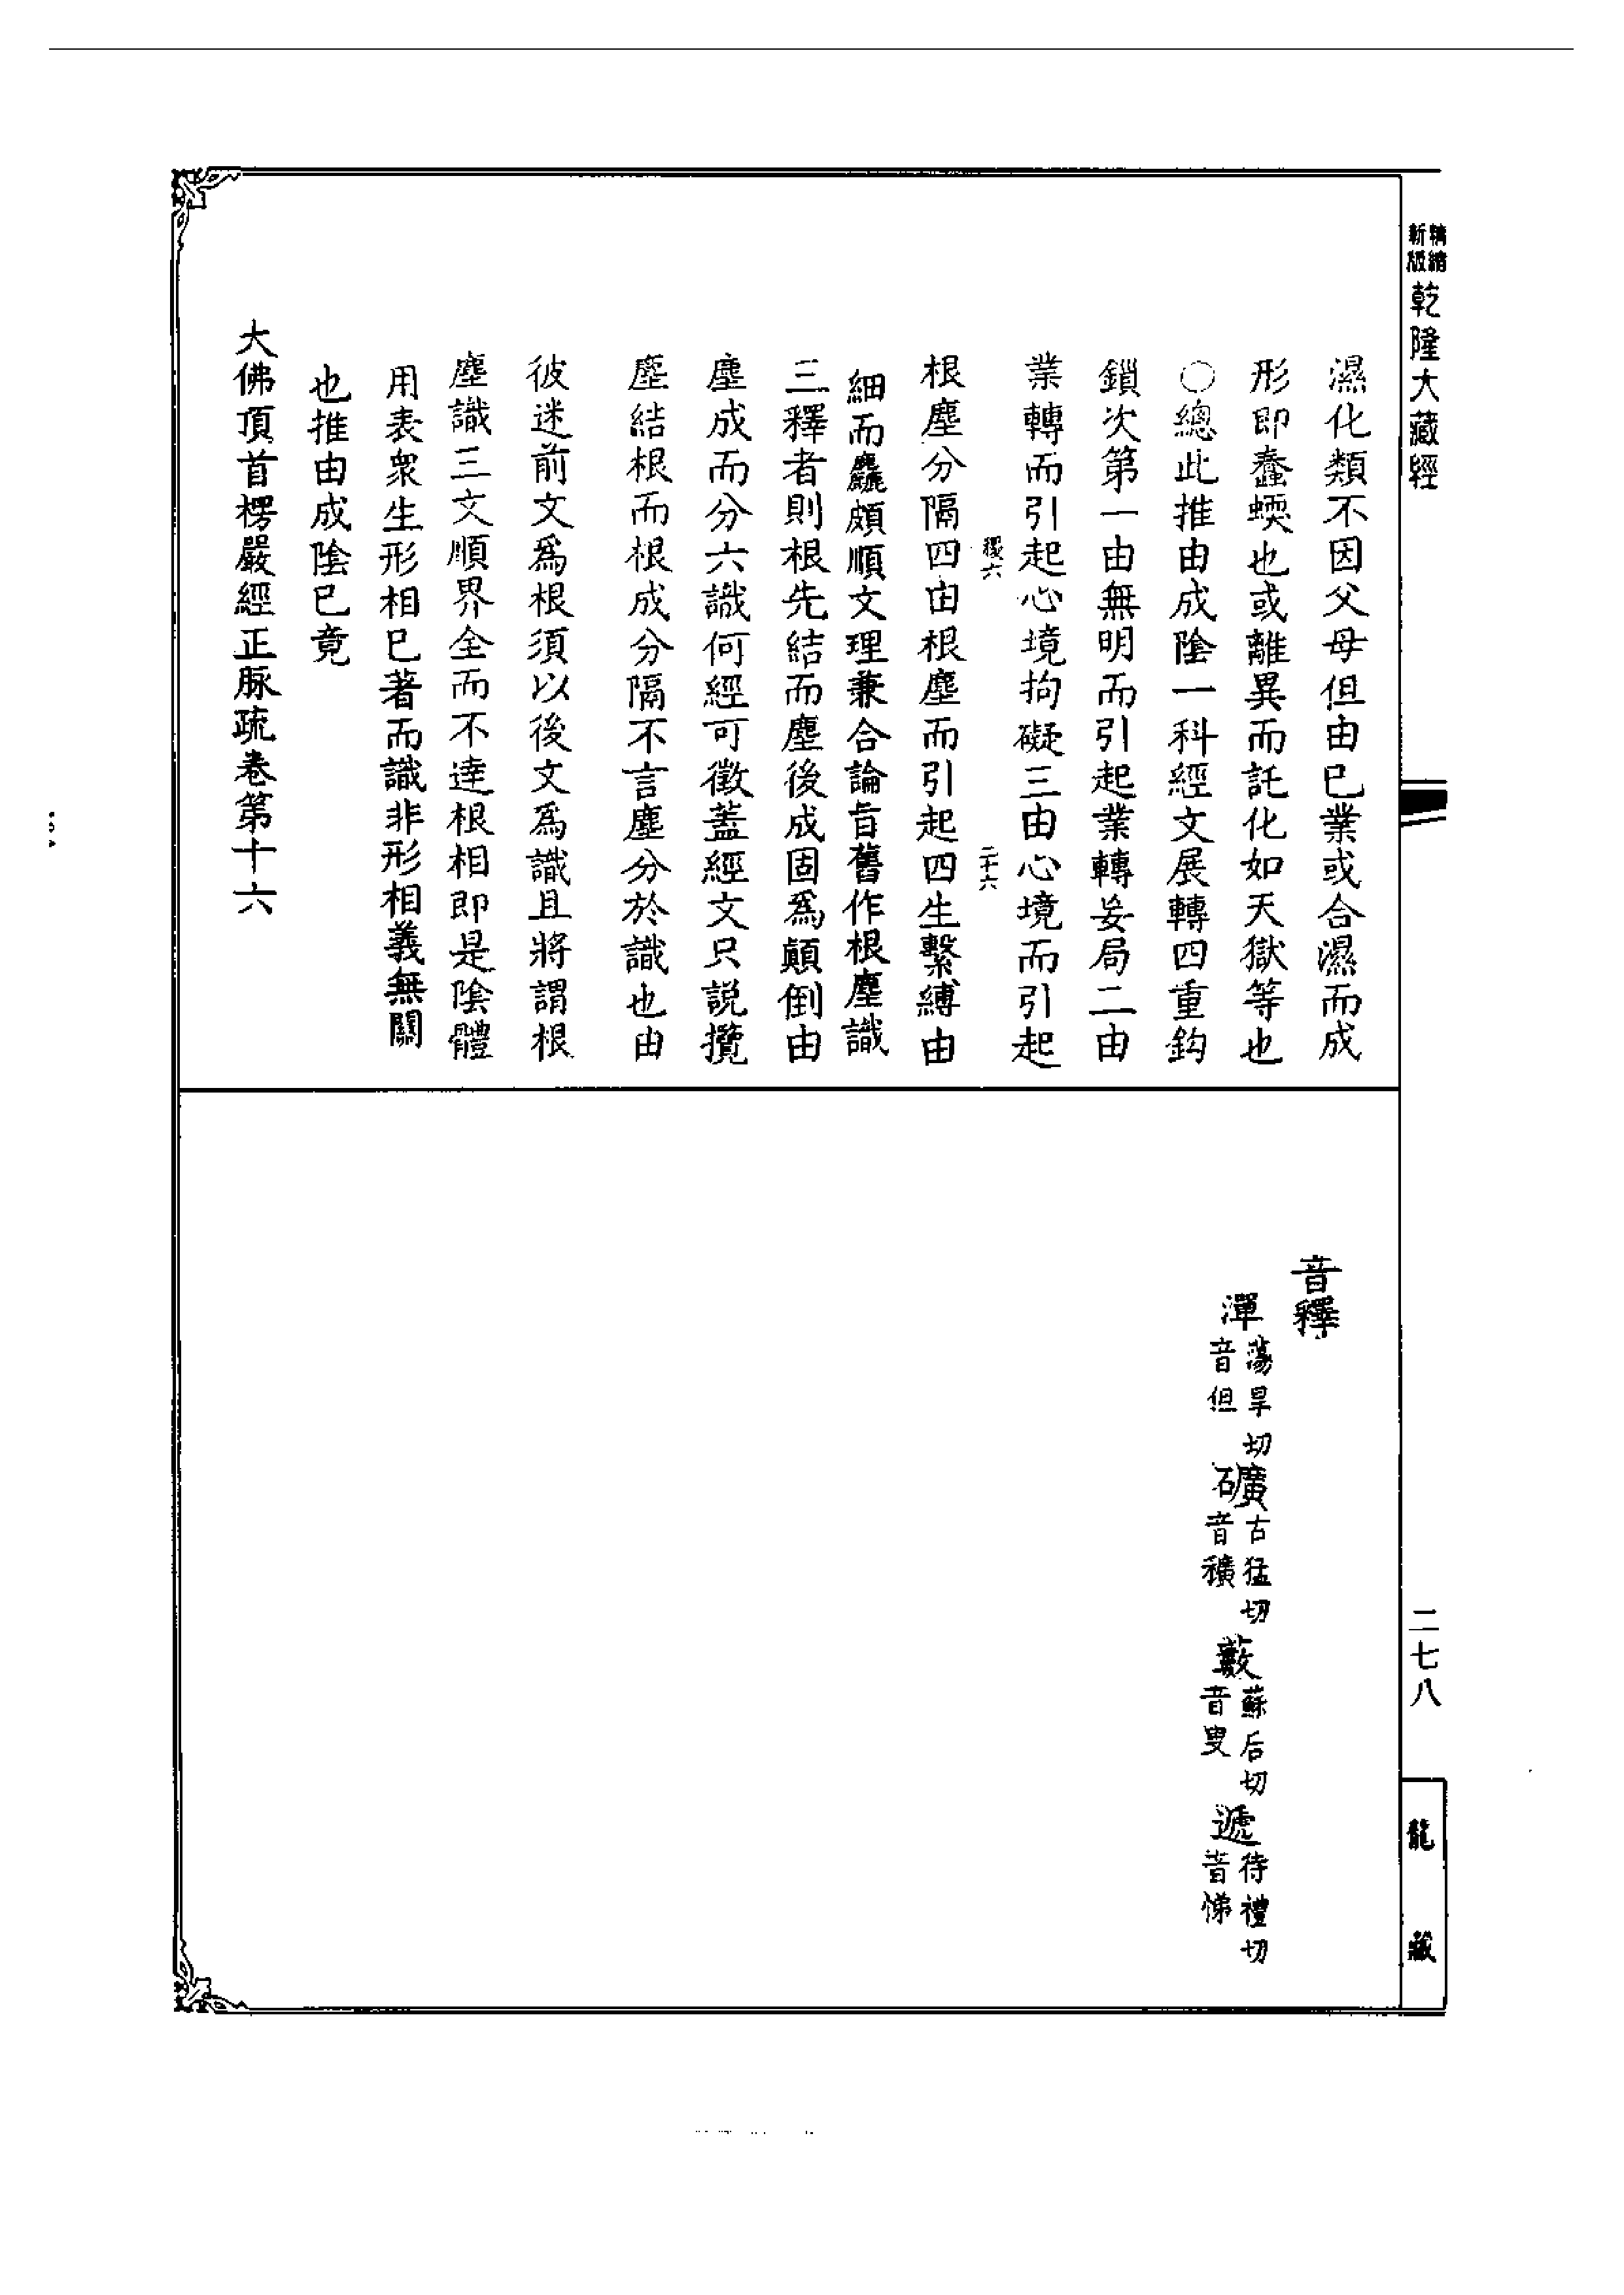 精縮
新版
乾隆大藏經
濕化類不因父母但由已業或合濕而成
形即蠢蝡也或離異而託化如天獄等也
○總此推由成陰一科經文展轉四重鈎
鎖次第一由無明而引起業轉妄局二由
業轉而引起心境拘礙三由心境而引起
稷六
二十六
根塵分隔四由根塵而引起四生繫縛由
細而麤頗順文理兼合論旨舊作根塵識
三釋者則根先結而塵後成固爲顛倒由
塵成而分六識何經可徵蓋經文只説攬
塵結根而根成分隔不言塵分於識也由
彼迷前文爲根須以後文爲識且將謂根
塵識三文順界全而不達根相即是陰體
用表衆生形相已著而識非形相義無關
也推由成陰已竟
大佛頂首楞嚴經正脉疏卷第十六
音釋
潬蕩旱切音但礦古猛切音穬藪蘇后切音叟遞待禮切音悌
二七八
龍藏